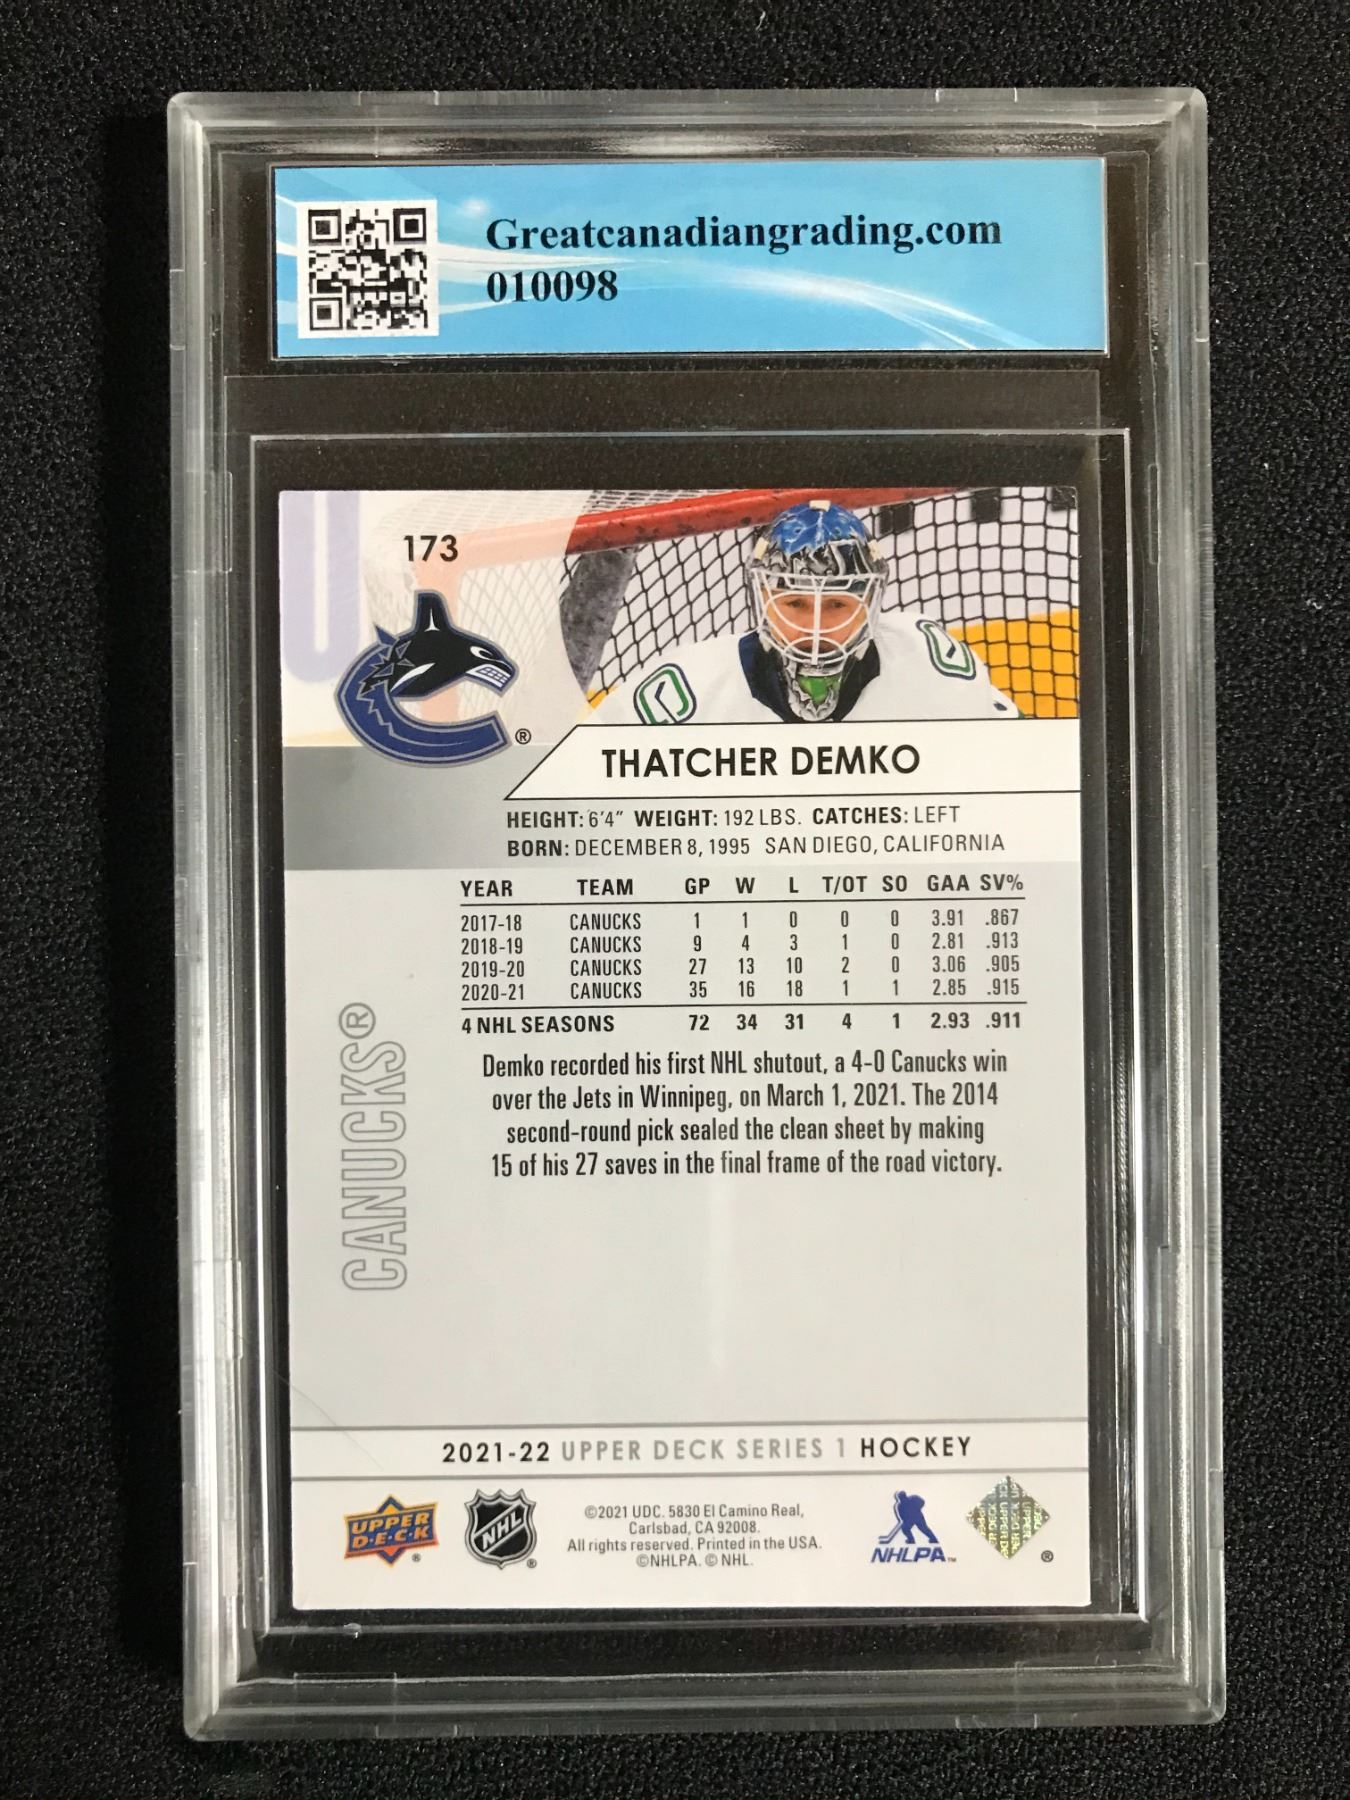 Greatcanadiangrading.com
010098
173
®
THATCHER DEMKO
HEIGHT: 6'4" WEIGHT: 192 LBS. CATCHES: LEFT
BORN: DECEMBER 8, 1995 SAN DIEGO, CALIFORNIA
YEAR TEAM GP W L T/OT SO GAA SV%
2017-18 CANUCKS 1 1 0 0 0 3.91 .867
2018-19 CANUCKS 9 4 3 1 0 2.81 .913
2019-20 CANUCKS 27 13 10 2 0 3.06 .905
2020-21 CANUCKS 35 16 18 1 1 2.85 .915
4 NHL SEASONS 72 34 31 4 1 2.93 .911
CANUCKS®
Demko recorded his first NHL shutout, a 4-0 Canucks win
over the Jets in Winnipeg, on March 1, 2021. The 2014
second-round pick sealed the clean sheet by making
15 of his 27 saves in the final frame of the road victory.
2021-22 UPPER DECK SERIES 1 HOCKEY
UPPER
D·E·C·K
®
NHL
®
©2021 UDC. 5830 El Camino Real,
Carlsbad, CA 92008.
All rights reserved. Printed in the USA.
©NHLPA. © NHL.
NHLPA™
®